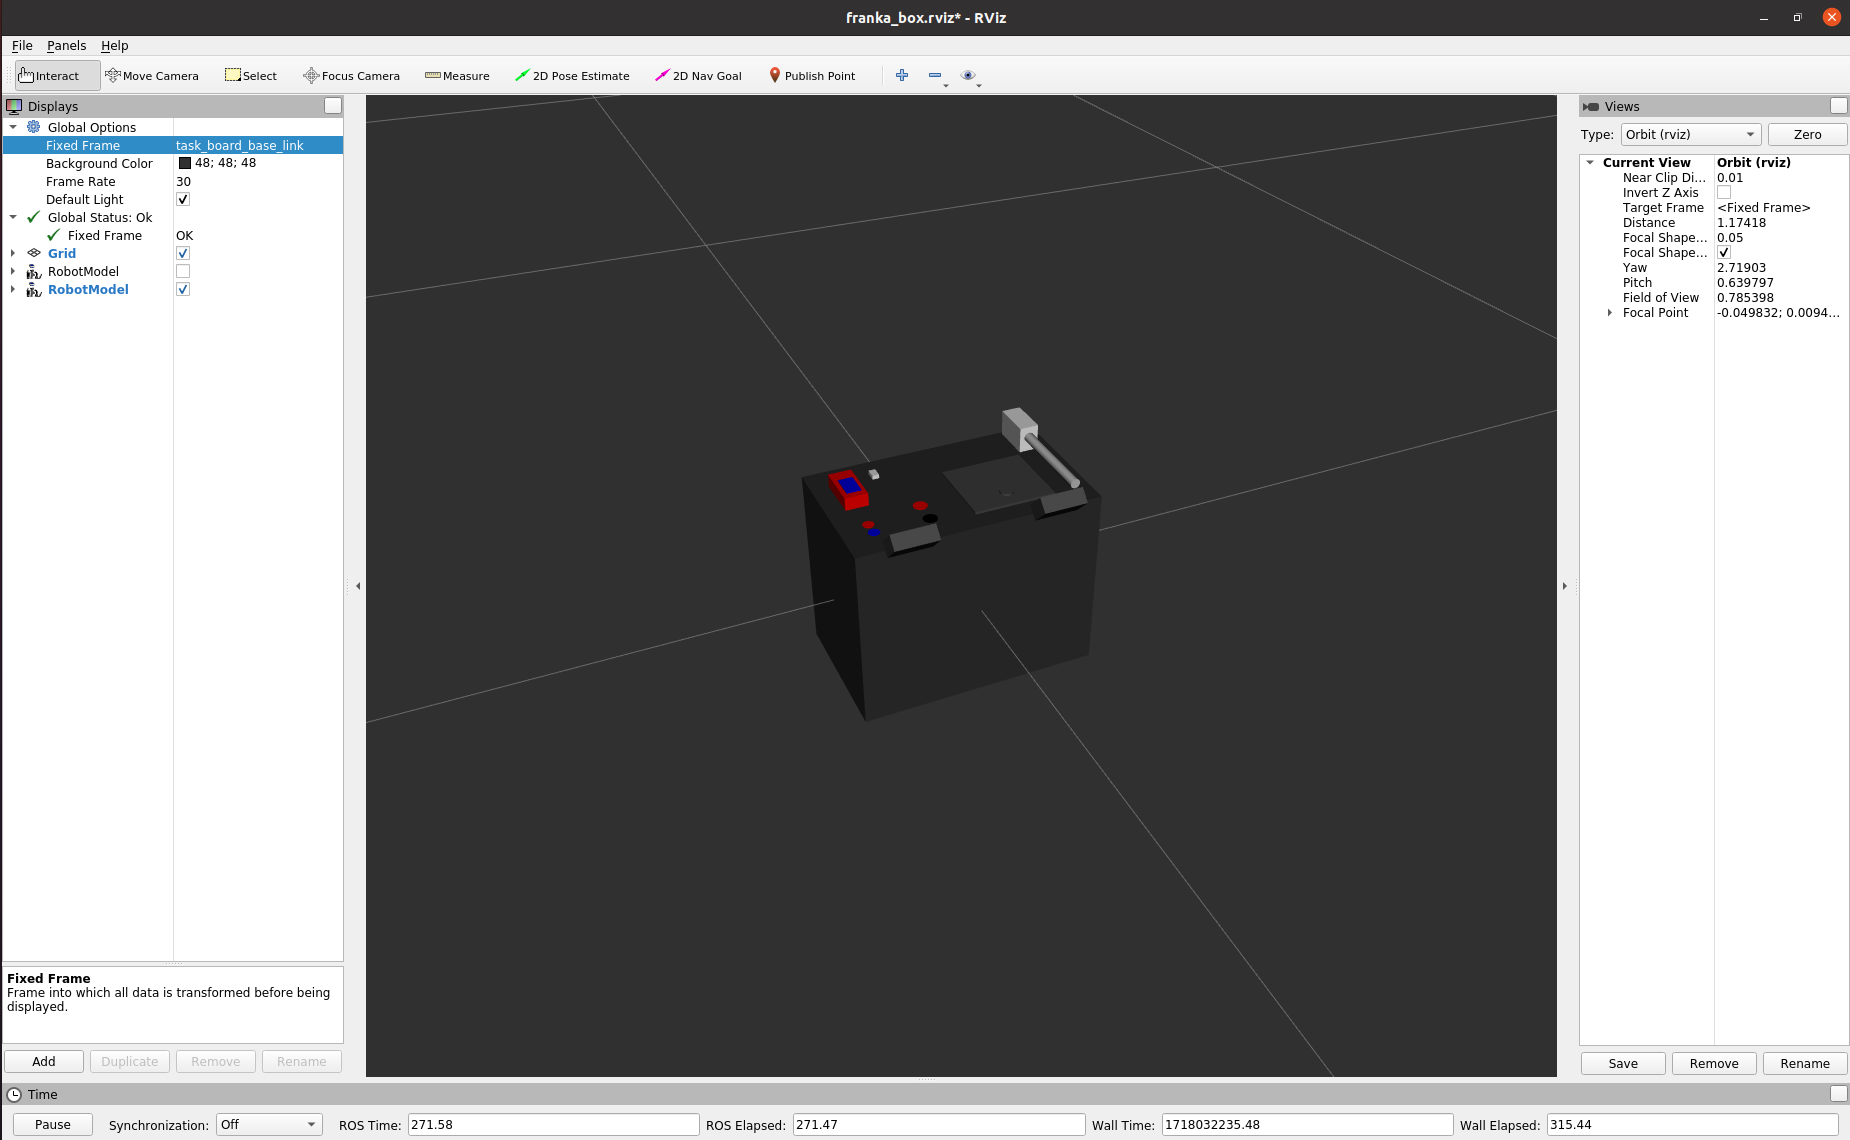 franka_box.rviz* - RViz
File Panels Help
Interact Move Camera Select Focus Camera Measure 2D Pose Estimate 2D Nav Goal Publish Point
Displays
Global Options
Fixed Frame task_board_base_link
Background Color 48; 48; 48
Frame Rate 30
Default Light
Global Status: Ok
Fixed Frame OK
Grid
RobotModel
RobotModel
Fixed Frame
Frame into which all data is transformed before being
displayed.
Add Duplicate Remove Rename
Views
Type: Orbit (rviz) Zero
Current View Orbit (rviz)
Near Clip Di... 0.01
Invert Z Axis
Target Frame <Fixed Frame>
Distance 1.17418
Focal Shape... 0.05
Focal Shape...
Yaw 2.71903
Pitch 0.639797
Field of View 0.785398
Focal Point -0.049832; 0.0094...
Save Remove Rename
Time
Pause Synchronization: Off ROS Time: 271.58 ROS Elapsed: 271.47 Wall Time: 1718032235.48 Wall Elapsed: 315.44